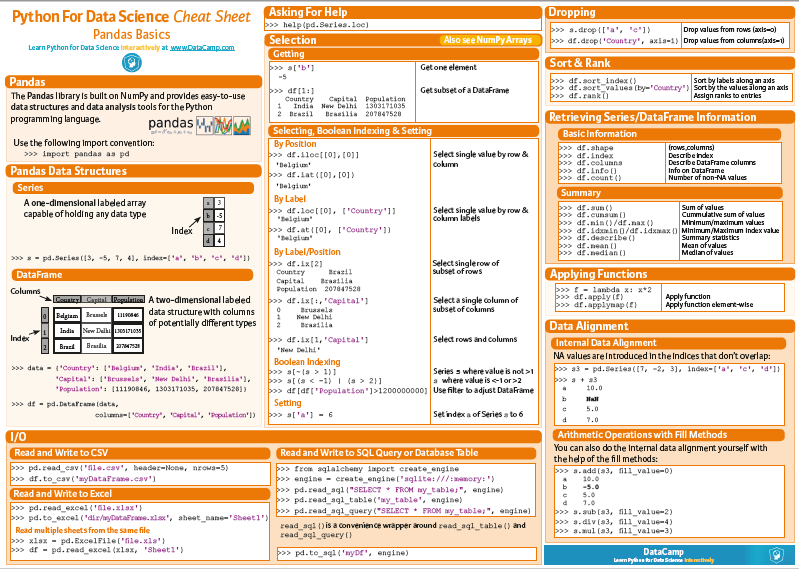 Python For Data Science Cheat Sheet
Pandas Basics
Learn Python for Data Science Interactively at www.DataCamp.com
Pandas
The Pandas library is built on NumPy and provides easy-to-use
data structures and data analysis tools for the Python
programming language.
pandas
Use the following import convention:
>>> import pandas as pd
Pandas Data Structures
Series
A one-dimensional labeled array
capable of holding any data type
Index
a 3
b -5
c 7
d 4
>>> s = pd.Series([3, -5, 7, 4], index=['a', 'b', 'c', 'd'])
DataFrame
Columns
Country Capital Population
0 Belgium Brussels 11190846
1 India New Delhi 1303171035
2 Brazil Brasília 207847528
Index
A two-dimensional labeled
data structure with columns
of potentially different types
>>> data = {'Country': ['Belgium', 'India', 'Brazil'],
'Capital': ['Brussels', 'New Delhi', 'Brasília'],
'Population': [11190846, 1303171035, 207847528]}
>>> df = pd.DataFrame(data,
columns=['Country', 'Capital', 'Population'])
Asking For Help
>>> help(pd.Series.loc)
Selection
Also see NumPy Arrays
Getting
>>> s['b']
-5
Get one element
>>> df[1:]
Get subset of a DataFrame
Country Capital Population
1 India New Delhi 1303171035
2 Brazil Brasília 207847528
Selecting, Boolean Indexing & Setting
By Position
>>> df.iloc[[0],[0]]
'Belgium'
Select single value by row &
column
>>> df.iat([0],[0])
'Belgium'
By Label
>>> df.loc[[0], ['Country']]
'Belgium'
Select single value by row &
column labels
>>> df.at([0], ['Country'])
'Belgium'
By Label/Position
>>> df.ix[2]
Select single row of
subset of rows
Country Brazil
Capital Brasília
Population 207847528
>>> df.ix[:,'Capital']
Select a single column of
subset of columns
0 Brussels
1 New Delhi
2 Brasília
>>> df.ix[1,'Capital']
Select rows and columns
'New Delhi'
Boolean Indexing
>>> s[~(s > 1)]
Series s where value is not >1
>>> s[(s < -1) | (s > 2)]
s where value is <-1 or >2
>>> df[df['Population']>1200000000]
Use filter to adjust DataFrame
Setting
>>> s['a'] = 6
Set index a of Series s to 6
Dropping
>>> s.drop(['a', 'c'])
Drop values from rows (axis=0)
>>> df.drop('Country', axis=1)
Drop values from columns(axis=1)
Sort & Rank
>>> df.sort_index()
Sort by labels along an axis
>>> df.sort_values(by='Country')
Sort by the values along an axis
>>> df.rank()
Assign ranks to entries
Retrieving Series/DataFrame Information
Basic Information
>>> df.shape
(rows,columns)
>>> df.index
Describe index
>>> df.columns
Describe DataFrame columns
>>> df.info()
Info on DataFrame
>>> df.count()
Number of non-NA values
Summary
>>> df.sum()
Sum of values
>>> df.cumsum()
Cummulative sum of values
>>> df.min()/df.max()
Minimum/maximum values
>>> df.idxmin()/df.idxmax()
Minimum/Maximum index value
>>> df.describe()
Summary statistics
>>> df.mean()
Mean of values
>>> df.median()
Median of values
Applying Functions
>>> f = lambda x: x*2
>>> df.apply(f)
Apply function
>>> df.applymap(f)
Apply function element-wise
Data Alignment
Internal Data Alignment
NA values are introduced in the indices that don't overlap:
>>> s3 = pd.Series([7, -2, 3], index=['a', 'c', 'd'])
>>> s + s3
a 10.0
b NaN
c 5.0
d 7.0
Arithmetic Operations with Fill Methods
You can also do the internal data alignment yourself with
the help of the fill methods:
>>> s.add(s3, fill_value=0)
a 10.0
b -5.0
c 5.0
d 7.0
>>> s.sub(s3, fill_value=2)
>>> s.div(s3, fill_value=4)
>>> s.mul(s3, fill_value=3)
I/O
Read and Write to CSV
>>> pd.read_csv('file.csv', header=None, nrows=5)
>>> df.to_csv('myDataFrame.csv')
Read and Write to Excel
>>> pd.read_excel('file.xlsx')
>>> pd.to_excel('dir/myDataFrame.xlsx', sheet_name='Sheet1')
Read multiple sheets from the same file
>>> xlsx = pd.ExcelFile('file.xls')
>>> df = pd.read_excel(xlsx, 'Sheet1')
Read and Write to SQL Query or Database Table
>>> from sqlalchemy import create_engine
>>> engine = create_engine('sqlite:///:memory:')
>>> pd.read_sql("SELECT * FROM my_table;", engine)
>>> pd.read_sql_table('my_table', engine)
>>> pd.read_sql_query("SELECT * FROM my_table;", engine)
read_sql() is a convenience wrapper around read_sql_table() and
read_sql_query()
>>> pd.to_sql('myDf', engine)
DataCamp
Learn Python for Data Science Interactively